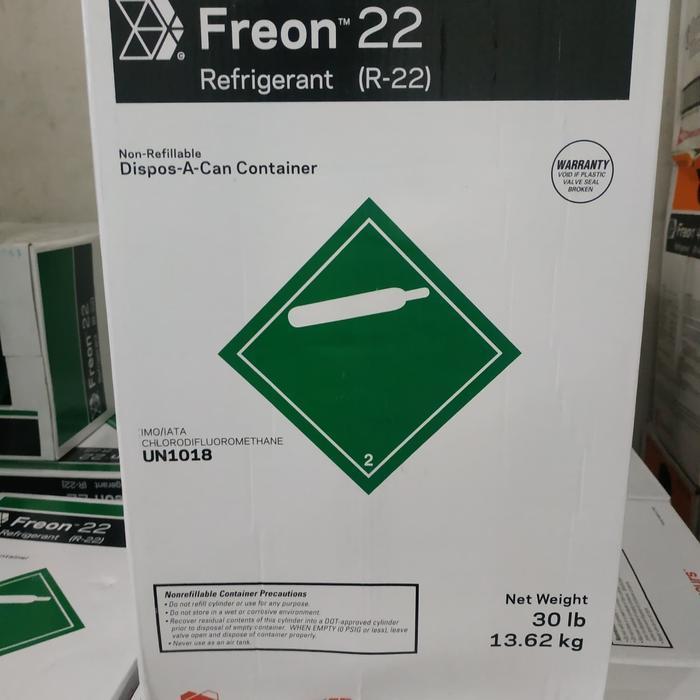 Freon™ 22
Refrigerant (R-22)
Non-Refillable
Dispos-A-Can Container
WARRANTY
VOID IF PLASTIC
VALVE SEAL
BROKEN
2
IMO/IATA
CHLORODIFLUOROMETHANE
UN1018
Nonrefillable Container Precautions
• Do not refill cylinder or use for any purpose.
• Do not store in a wet or corrosive environment.
• Recover residual contents of this cylinder into a DOT-approved cylinder
prior to disposal of empty container. WHEN EMPTY (0 PSIG or less), leave
valve open and dispose of container properly.
• Never use as an air tank.
Net Weight
30 lb
13.62 kg
Freon 22
Freon™ 22
Refrigerant (R-22)
Freon